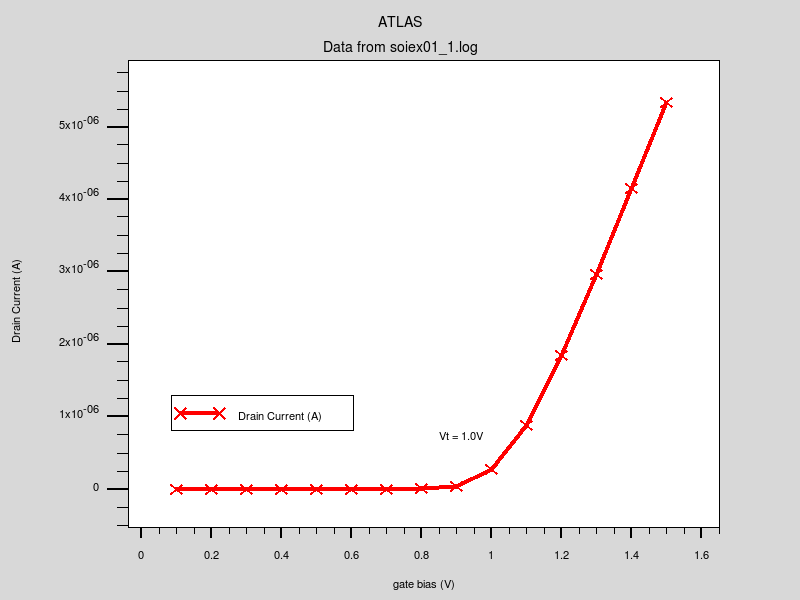 ATLAS
Data from soiex01_1.log
5x10-06
4x10-06
3x10-06
2x10-06
1x10-06
0
Drain Current (A)
Drain Current (A)
Vt = 1.0V
0 0.2 0.4 0.6 0.8 1 1.2 1.4 1.6
gate bias (V)